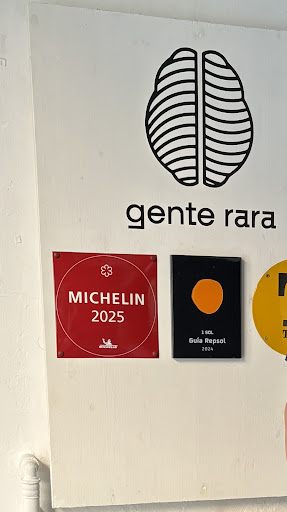 gente rara
MICHELIN
2025
1 SOL
Guía Repsol
2024